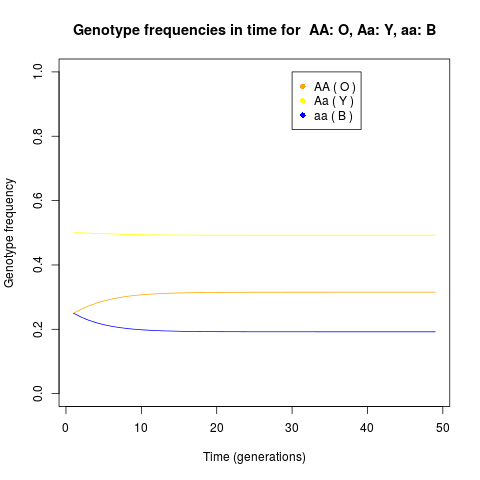 Genotype frequencies in time for  AA: O, Aa: Y, aa: B
AA ( O )
Aa ( Y )
aa ( B )
Genotype frequency
1.0
0.8
0.6
0.4
0.2
0.0
0 10 20 30 40 50
Time (generations)